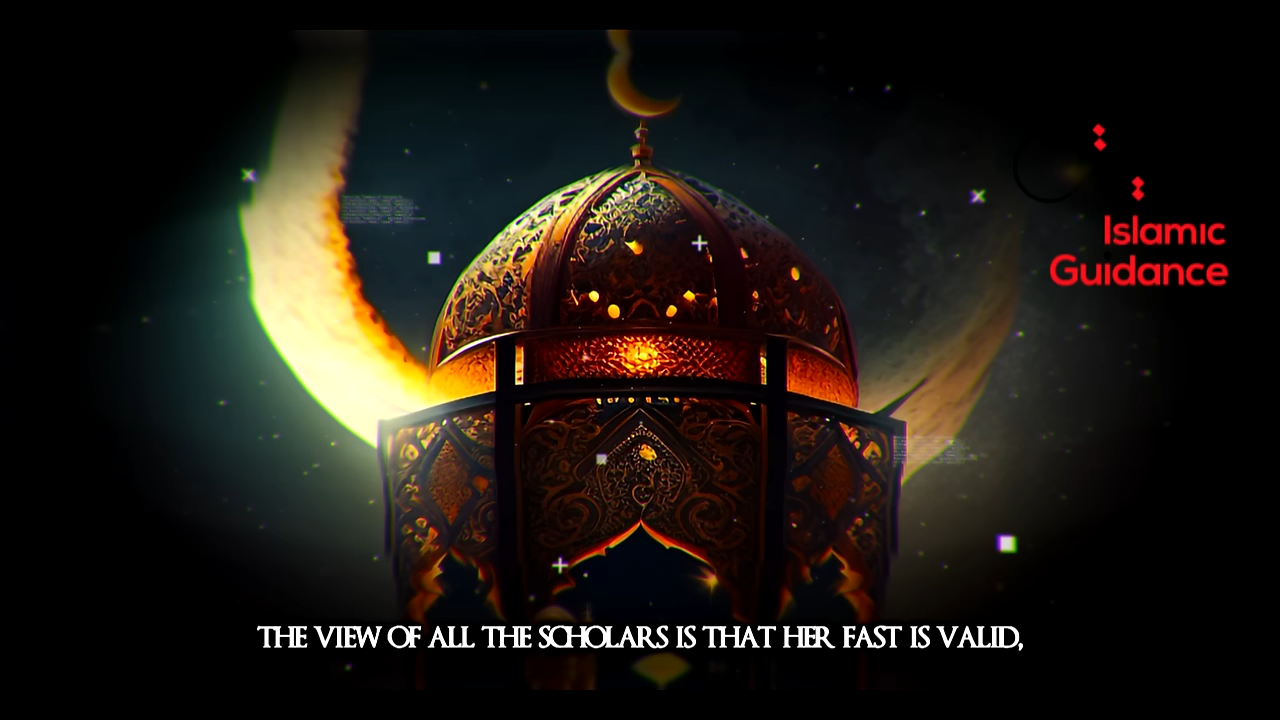 Islamic
Guidance
THE VIEW OF ALL THE SCHOLARS IS THAT HER FAST IS VALID,